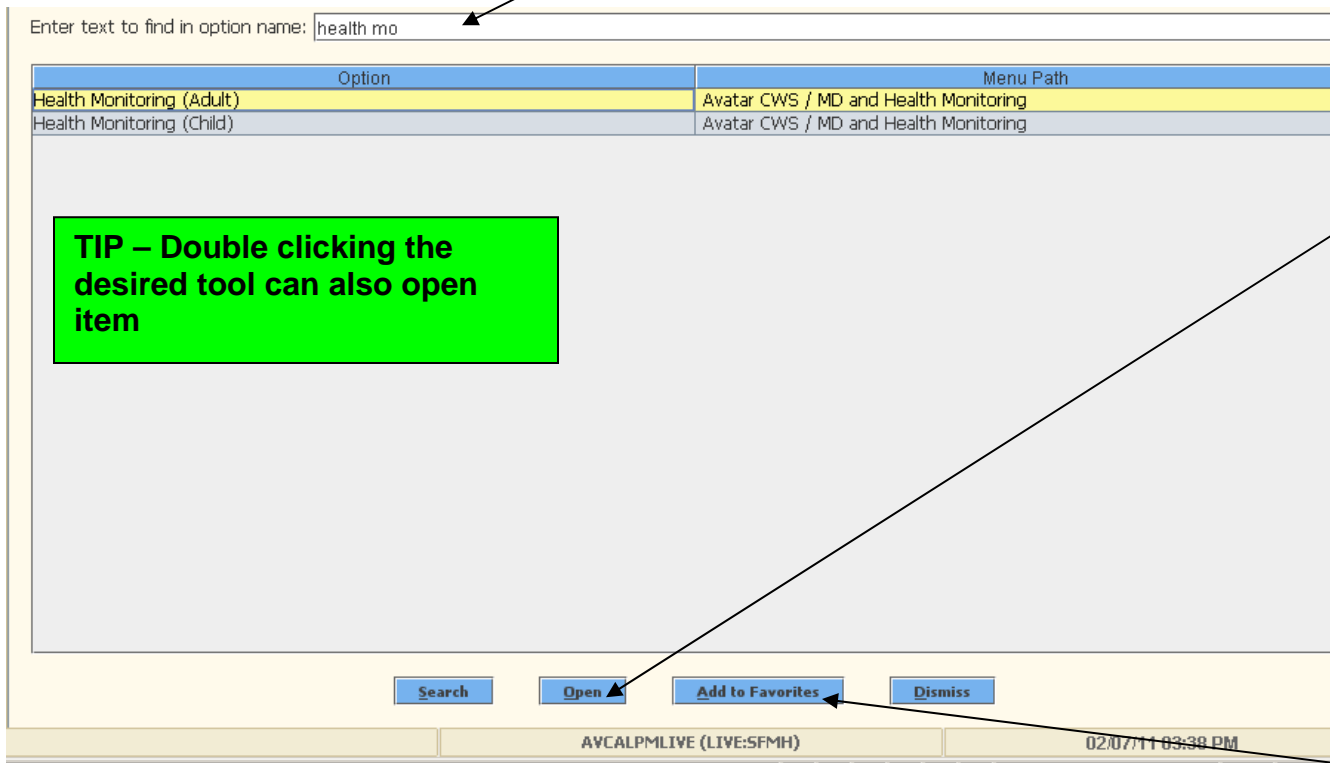 Enter text to find in option name: health mo
Option Menu Path
Health Monitoring (Adult) Avatar CWS / MD and Health Monitoring
Health Monitoring (Child) Avatar CWS / MD and Health Monitoring
TIP – Double clicking the
desired tool can also open
item
Search Open Add to Favorites Dismiss
AVCALPMLIVE (LIVE:SFMH) 02/07/11 03:38 PM